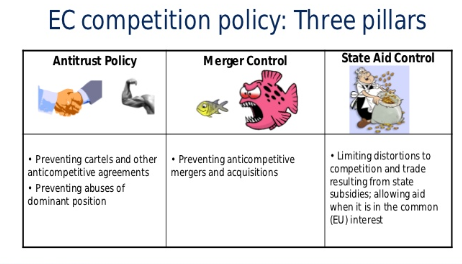 EC competition policy: Three pillars
Antitrust Policy
Merger Control
State Aid Control
• Preventing cartels and other
anticompetitive agreements
• Preventing abuses of
dominant position
• Preventing anticompetitive
mergers and acquisitions
• Limiting distortions to
competition and trade
resulting from state
subsidies; allowing aid
when it is in the common
(EU) interest